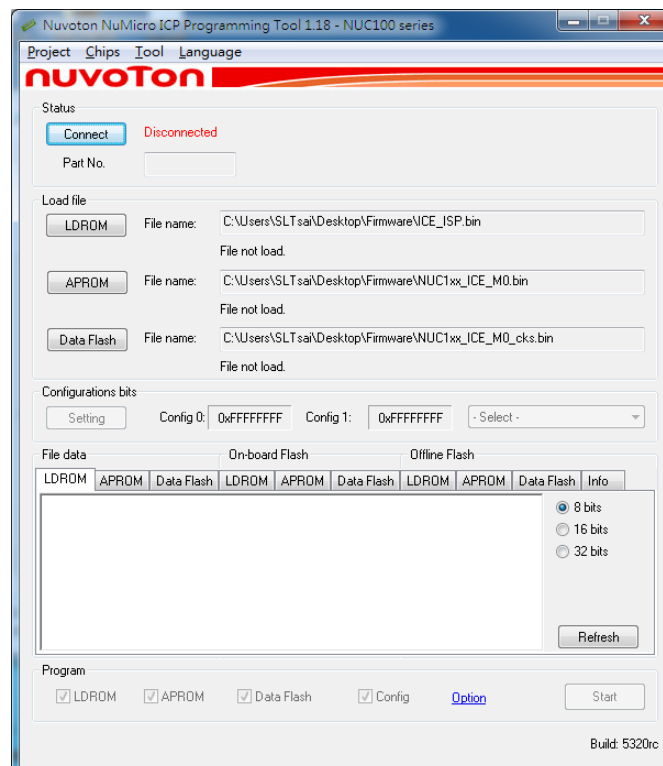 Nuvoton NuMicro ICP Programming Tool 1.18 - NUC100 series
Project Chips Tool Language
nuvoTon
Status
Connect Disconnected
Part No.
Load file
LDROM File name: C:\Users\SLTsai\Desktop\Firmware\ICE_ISP.bin
File not load.
APROM File name: C:\Users\SLTsai\Desktop\Firmware\NUC1xx_ICE_M0.bin
File not load.
Data Flash File name: C:\Users\SLTsai\Desktop\Firmware\NUC1xx_ICE_M0_cks.bin
File not load.
Configurations bits
Setting Config 0: 0xFFFFFFFF Config 1: 0xFFFFFFFF - Select -
File data On-board Flash Offline Flash
LDROM APROM Data Flash LDROM APROM Data Flash LDROM APROM Data Flash Info
8 bits
16 bits
32 bits
Refresh
Program
LDROM APROM Data Flash Config Option Start
Build: 5320rc